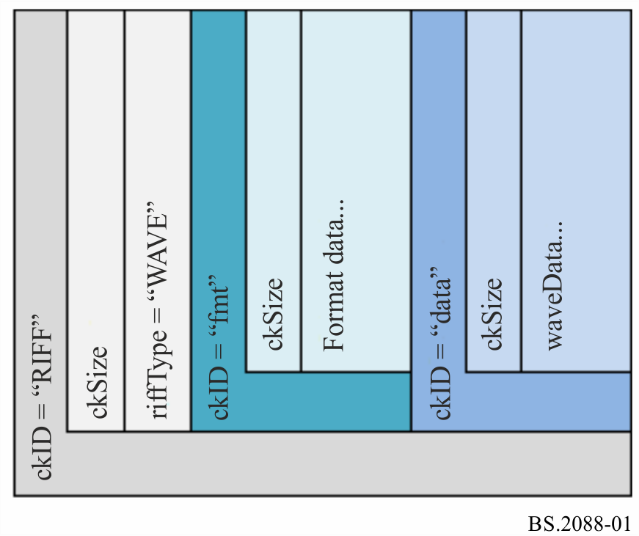 ckID = “RIFF”
ckSize
riffType = “WAVE”
ckID = “fmt”
ckSize
Format data...
ckID = “data”
ckSize
waveData...
BS.2088-01